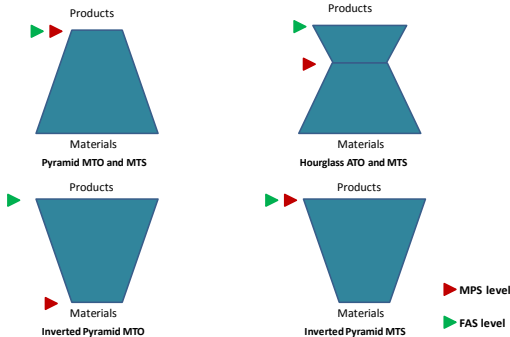 Products
Materials
Pyramid MTO and MTS
Products
Materials
Hourglass ATO and MTS
Products
Materials
Inverted Pyramid MTO
Products
Materials
Inverted Pyramid MTS
MPS level
FAS level